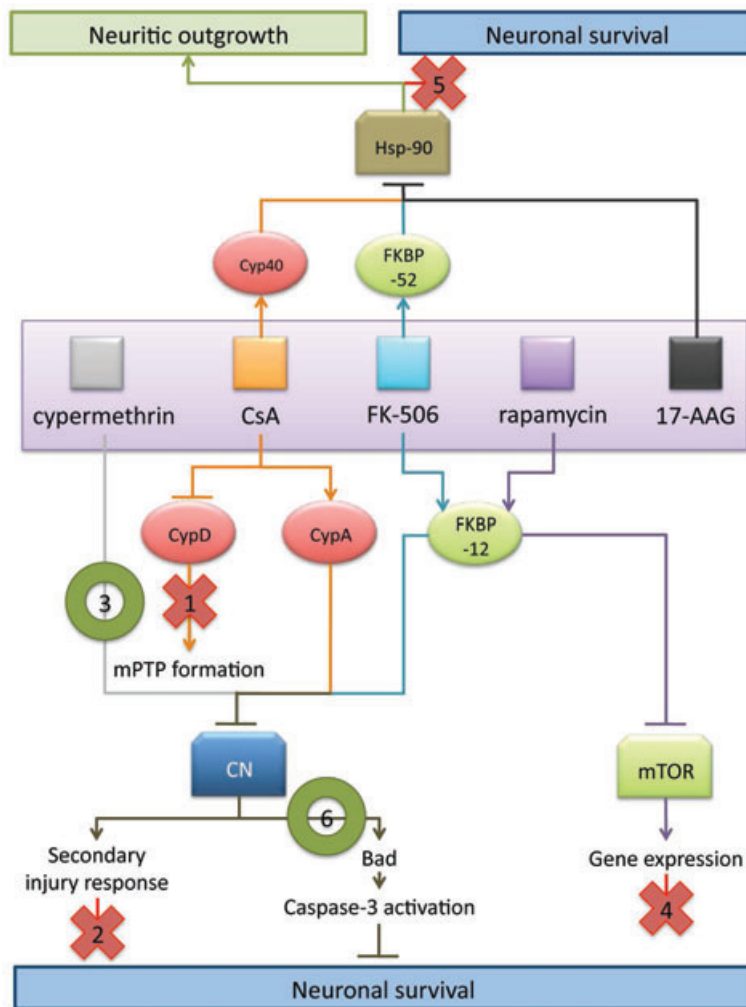 Neuritic outgrowth
Neuronal survival
5
Hsp-90
Cyp40
FKBP
-52
cypermethrin
CsA
FK-506
rapamycin
17-AAG
CypD
CypA
FKBP
-12
3
1
mPTP formation
CN
mTOR
6
Secondary
injury response
Bad
Gene expression
2
Caspase-3 activation
4
Neuronal survival